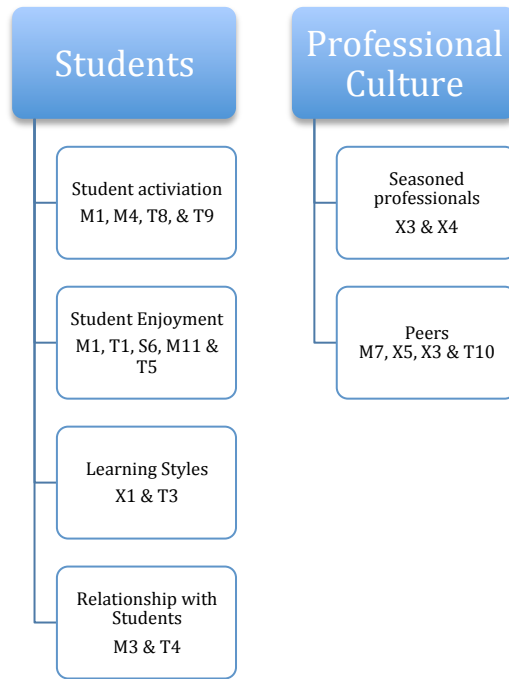 Students
Student activiation
M1, M4, T8, & T9
Student Enjoyment
M1, T1, S6, M11 &
T5
Learning Styles
X1 & T3
Relationship with
Students
M3 & T4
Professional
Culture
Seasoned
professionals
X3 & X4
Peers
M7, X5, X3 & T10